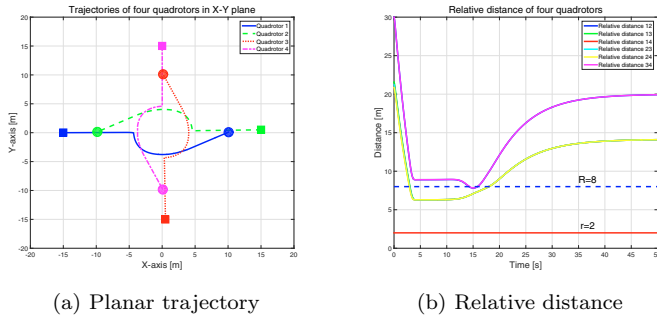 Trajectories of four quadrotors in X-Y plane
20
15
10
5
0
-5
-10
-15
-20
Y-axis [m]
-20 -15 -10 -5 0 5 10 15 20
X-axis [m]
Quadrotor 1
Quadrotor 2
Quadrotor 3
Quadrotor 4
(a) Planar trajectory
Relative distance of four quadrotors
30
25
20
15
10
5
0
Distance [m]
0 5 10 15 20 25 30 35 40 45 50
Time [s]
Relative distance 12
Relative distance 13
Relative distance 14
Relative distance 23
Relative distance 24
Relative distance 34
R=8
r=2
(b) Relative distance